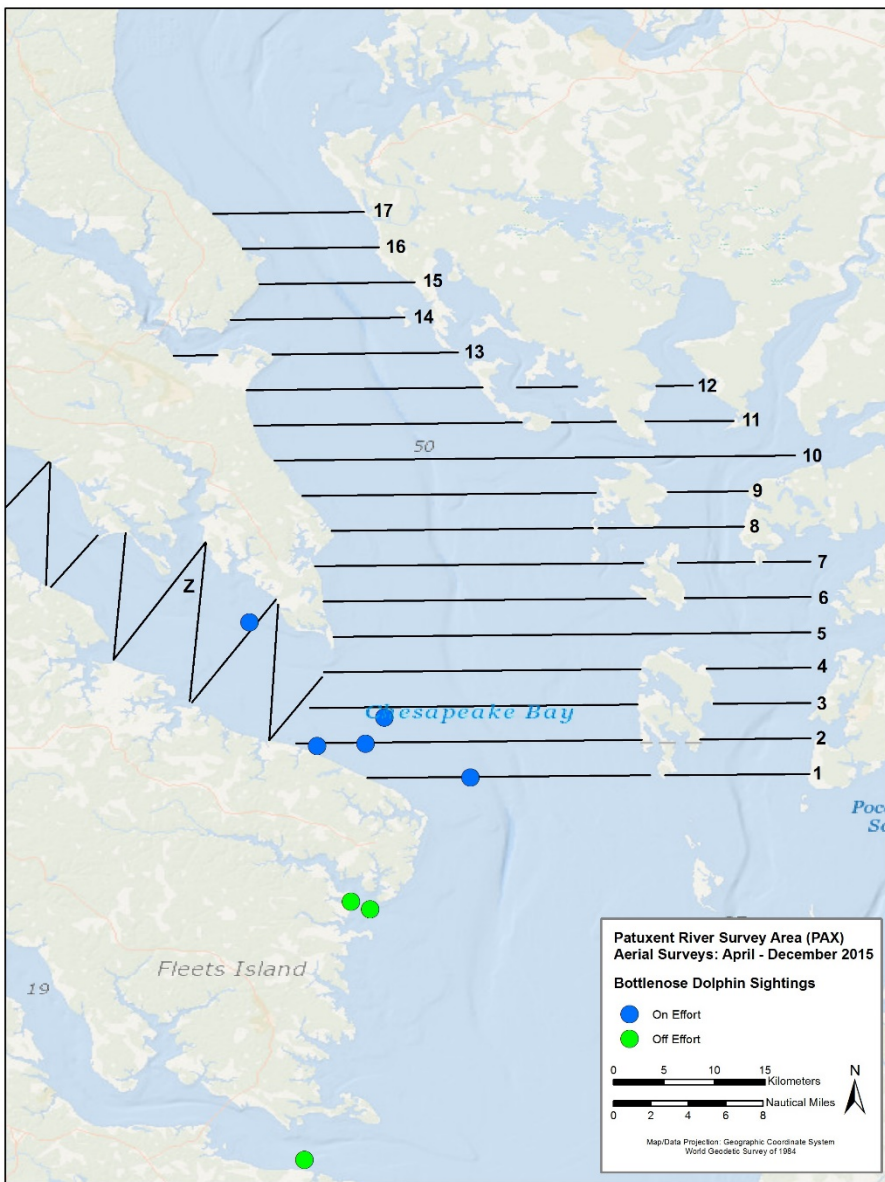 17
16
15
14
13
12
11
50
10
9
8
7
Z
6
5
4
3
Chesapeake Bay
2
1
Fleets Island
19
Patuxent River Survey Area (PAX)
Aerial Surveys: April - December 2015
Bottlenose Dolphin Sightings
On Effort
Off Effort
0 5 10 15
Kilometers
N
Nautical Miles
0 2 4 6 8
Map/Data Projection: Geographic Coordinate System
World Geodetic Survey of 1984